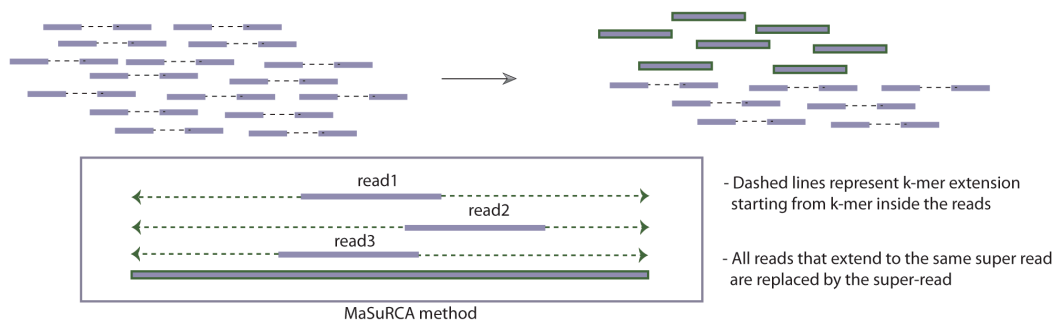 read1
read2
read3
MaSuRCA method
- Dashed lines represent k-mer extension
starting from k-mer inside the reads
- All reads that extend to the same super read
are replaced by the super-read